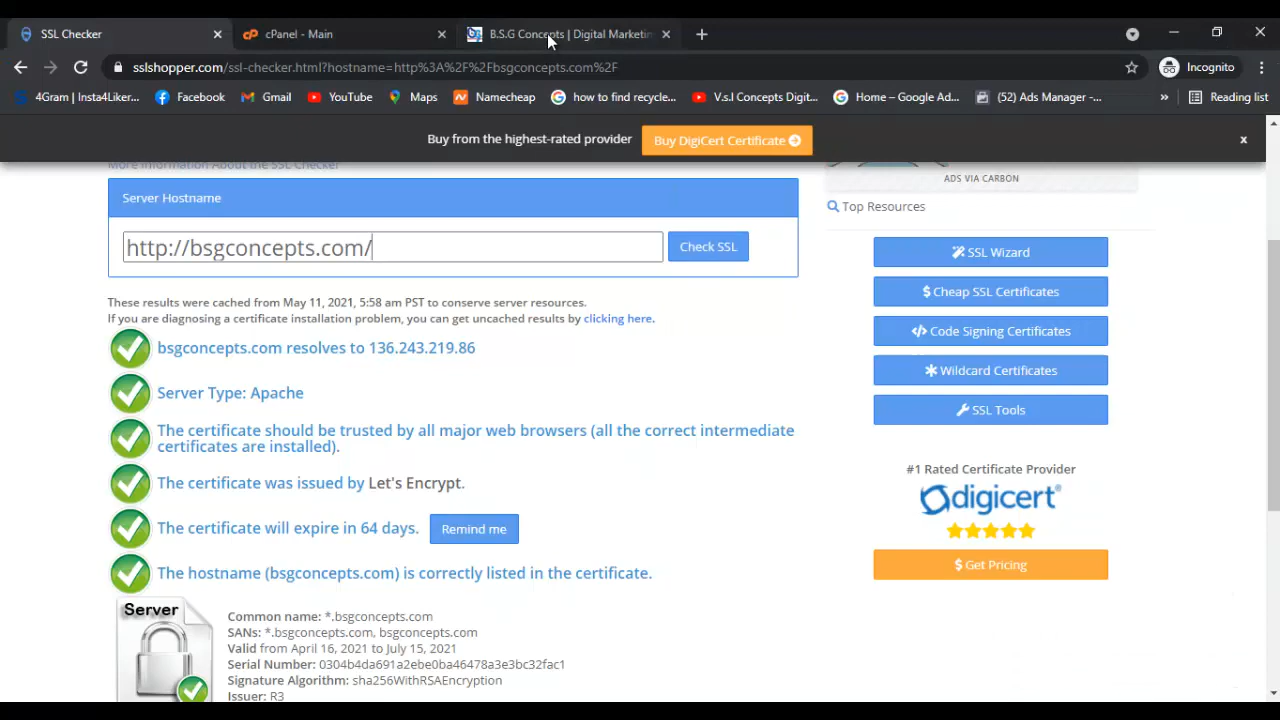 SSL Checker
cPanel - Main
B.S.G Concepts | Digital Marketin
sslshopper.com/ssl-checker.html?hostname=http%3A%2F%2Fbsgconcepts.com%2F
Incognito
4Gram | Insta4Liker...
Facebook
Gmail
YouTube
Maps
Namecheap
how to find recycle...
V.s.I Concepts Digit...
Home – Google Ad...
(52) Ads Manager -...
»
Reading list
Buy from the highest-rated provider
Buy DigiCert Certificate
x
More Information About the SSL Checker
ADS VIA CARBON
Server Hostname
Top Resources
http://bsgconcepts.com/
Check SSL
SSL Wizard
$ Cheap SSL Certificates
</> Code Signing Certificates
Wildcard Certificates
SSL Tools
These results were cached from May 11, 2021, 5:58 am PST to conserve server resources.
If you are diagnosing a certificate installation problem, you can get uncached results by clicking here.
bsgconcepts.com resolves to 136.243.219.86
Server Type: Apache
The certificate should be trusted by all major web browsers (all the correct intermediate
certificates are installed).
The certificate was issued by Let's Encrypt.
The certificate will expire in 64 days.
Remind me
The hostname (bsgconcepts.com) is correctly listed in the certificate.
#1 Rated Certificate Provider
digicert®
$ Get Pricing
Server
Common name: *.bsgconcepts.com
SANs: *.bsgconcepts.com, bsgconcepts.com
Valid from April 16, 2021 to July 15, 2021
Serial Number: 0304b4da691a2ebe0ba46478a3e3bc32fac1
Signature Algorithm: sha256WithRSAEncryption
Issuer: R3